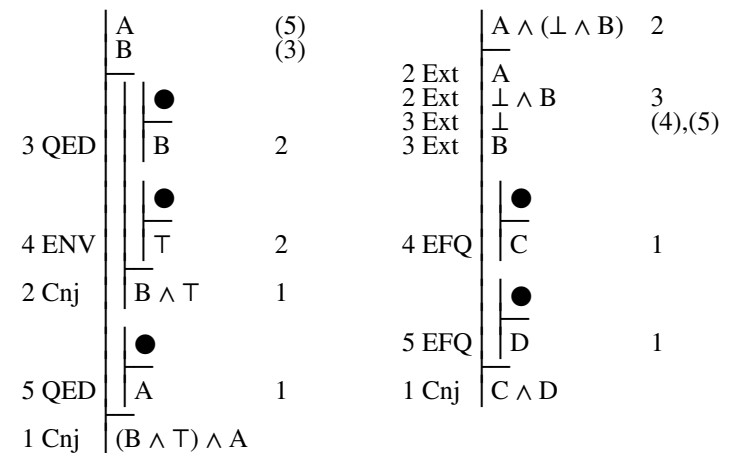 A (5)
B (3)
●
3 QED B 2
●
4 ENV ⊤ 2
2 Cnj B ∧ ⊤ 1
●
5 QED A 1
1 Cnj (B ∧ ⊤) ∧ A
A ∧ (⊥ ∧ B) 2
2 Ext A
2 Ext ⊥ ∧ B 3
3 Ext ⊥ (4),(5)
3 Ext B
●
4 EFQ C 1
●
5 EFQ D 1
1 Cnj C ∧ D